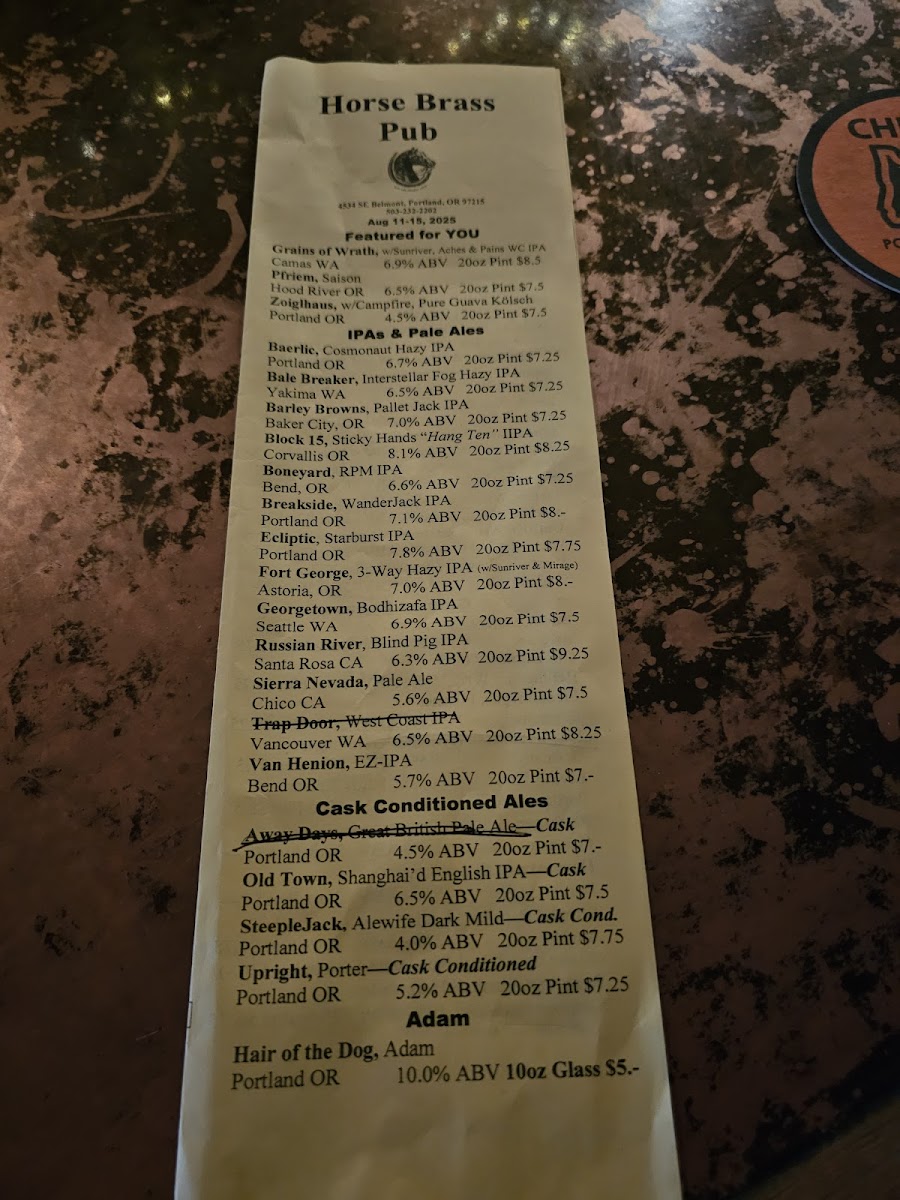 Horse Brass
Pub
4534 SE Belmont, Portland, OR 97215
503-232-2202
Aug 11-15, 2025
Featured for YOU
Grains of Wrath, w/Sunriver, Aches & Pains WC IPA
Camas WA 6.9% ABV 20oz Pint $8.5
Pfriem, Saison
Hood River OR 6.5% ABV 20oz Pint $7.5
Zoiglhaus, w/Campfire, Pure Guava Kölsch
Portland OR 4.5% ABV 20oz Pint $7.5
IPAs & Pale Ales
Baerlic, Cosmonaut Hazy IPA
Portland OR 6.7% ABV 20oz Pint $7.25
Bale Breaker, Interstellar Fog Hazy IPA
Yakima WA 6.5% ABV 20oz Pint $7.25
Barley Browns, Pallet Jack IPA
Baker City, OR 7.0% ABV 20oz Pint $7.25
Block 15, Sticky Hands “Hang Ten” IIPA
Corvallis OR 8.1% ABV 20oz Pint $8.25
Boneyard, RPM IPA
Bend, OR 6.6% ABV 20oz Pint $7.25
Breakside, WanderJack IPA
Portland OR 7.1% ABV 20oz Pint $8.-
Ecliptic, Starburst IPA
Portland OR 7.8% ABV 20oz Pint $7.75
Fort George, 3-Way Hazy IPA (w/Sunriver & Mirage)
Astoria, OR 7.0% ABV 20oz Pint $8.-
Georgetown, Bodhizafa IPA
Seattle WA 6.9% ABV 20oz Pint $7.5
Russian River, Blind Pig IPA
Santa Rosa CA 6.3% ABV 20oz Pint $9.25
Sierra Nevada, Pale Ale
Chico CA 5.6% ABV 20oz Pint $7.5
Trap Door, West Coast IPA
Vancouver WA 6.5% ABV 20oz Pint $8.25
Van Henion, EZ-IPA
Bend OR 5.7% ABV 20oz Pint $7.-
Cask Conditioned Ales
Away Days, Great British Pale Ale—Cask
Portland OR 4.5% ABV 20oz Pint $7.-
Old Town, Shanghai’d English IPA—Cask
Portland OR 6.5% ABV 20oz Pint $7.5
SteepleJack, Alewife Dark Mild—Cask Cond.
Portland OR 4.0% ABV 20oz Pint $7.75
Upright, Porter—Cask Conditioned
Portland OR 5.2% ABV 20oz Pint $7.25
Adam
Hair of the Dog, Adam
Portland OR 10.0% ABV 10oz Glass $5.-
CH
PO